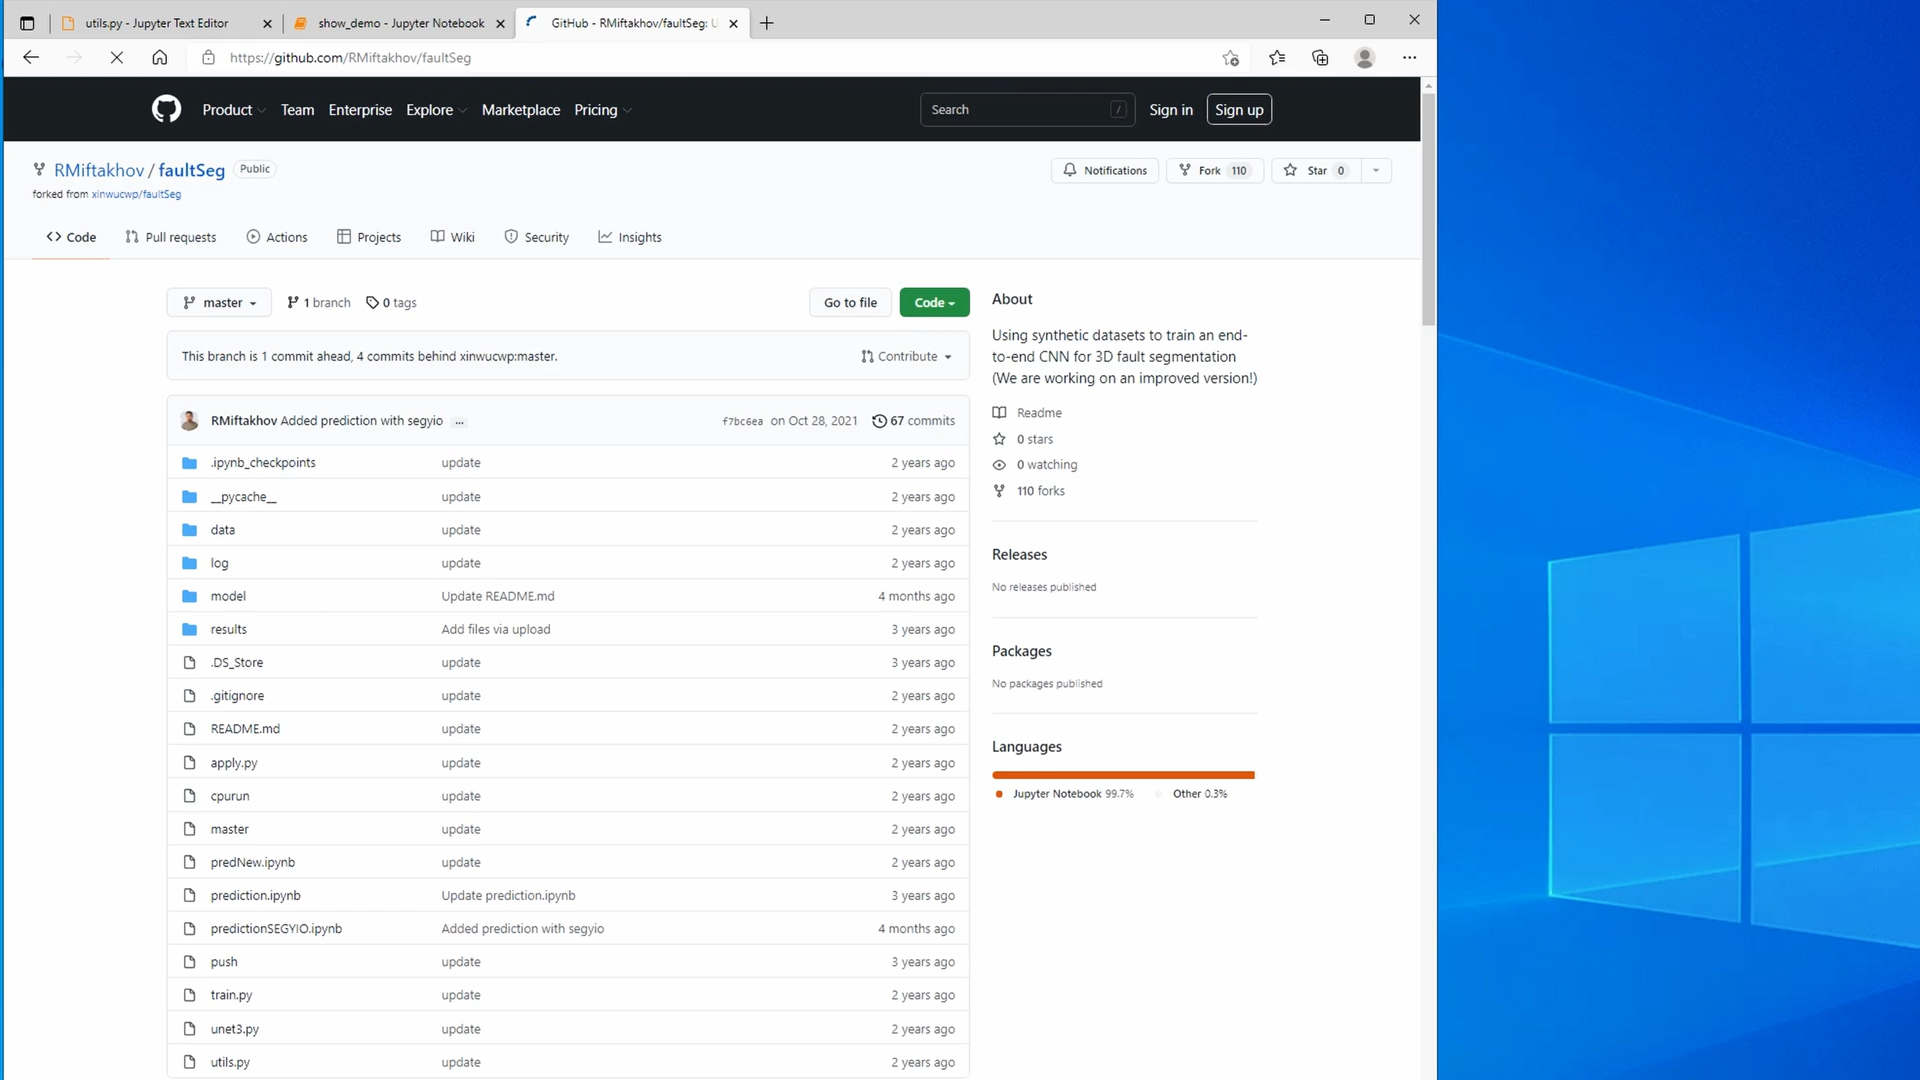 utils.py - Jupyter Text Editor
show_demo - Jupyter Notebook
GitHub - RMiftakhov/faultSeg: U
https://github.com/RMiftakhov/faultSeg
Product Team Enterprise Explore Marketplace Pricing
Search /
Sign in
Sign up
RMiftakhov / faultSeg Public
Notifications
Fork 110
Star 0
forked from xinwucwp/faultSeg
Code
Pull requests
Actions
Projects
Wiki
Security
Insights
master
1 branch
0 tags
Go to file
Code
This branch is 1 commit ahead, 4 commits behind xinwucwp:master.
Contribute
RMiftakhov Added prediction with segyio ... f7bc6ea on Oct 28, 2021 67 commits
.ipynb_checkpoints update 2 years ago
__pycache__ update 2 years ago
data update 2 years ago
log update 2 years ago
model Update README.md 4 months ago
results Add files via upload 3 years ago
.DS_Store update 3 years ago
.gitignore update 2 years ago
README.md update 2 years ago
apply.py update 2 years ago
cpurun update 2 years ago
master update 2 years ago
predNew.ipynb update 2 years ago
prediction.ipynb Update prediction.ipynb 3 years ago
predictionSEGYIO.ipynb Added prediction with segyio 4 months ago
push update 3 years ago
train.py update 2 years ago
unet3.py update 2 years ago
utils.py update 2 years ago
About
Using synthetic datasets to train an end-
to-end CNN for 3D fault segmentation
(We are working on an improved version!)
Readme
0 stars
0 watching
110 forks
Releases
No releases published
Packages
No packages published
Languages
Jupyter Notebook 99.7%
Other 0.3%